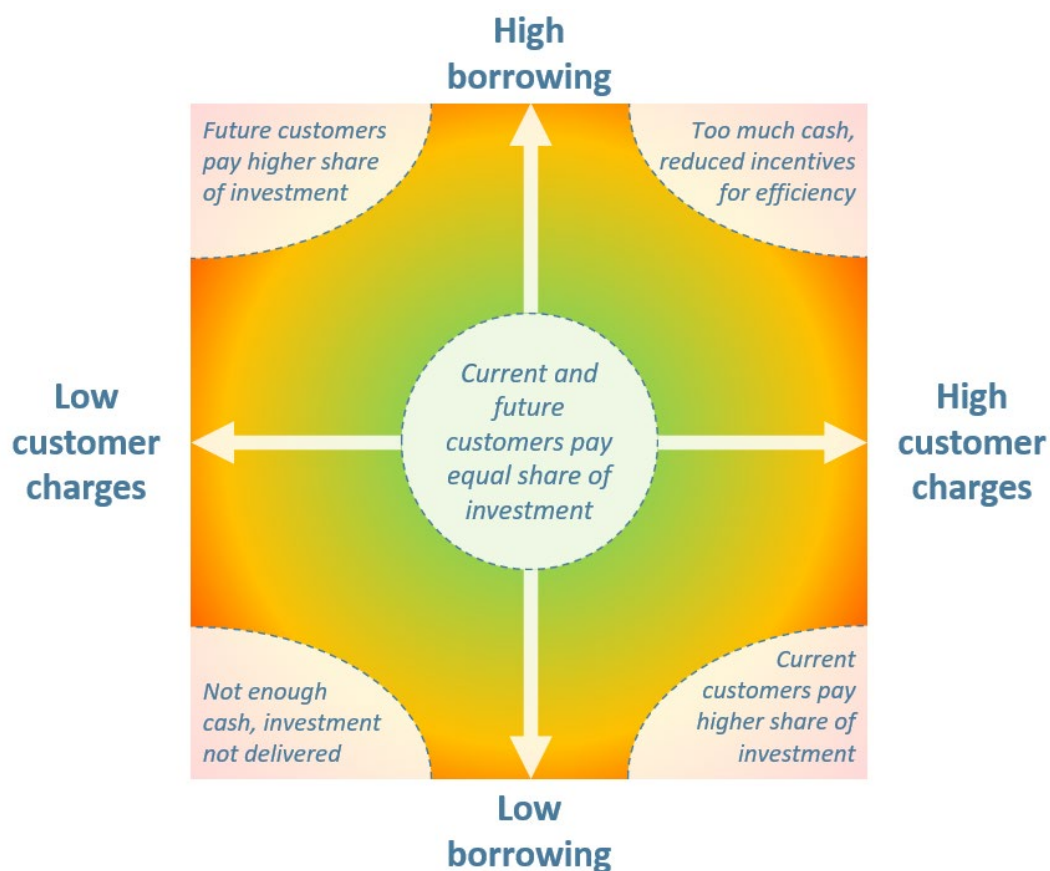 High
borrowing
Future customers
pay higher share
of investment
Too much cash,
reduced incentives
for efficiency
Low
customer
charges
Current and
future
customers pay
equal share of
investment
High
customer
charges
Not enough
cash, investment
not delivered
Current
customers pay
higher share of
investment
Low
borrowing